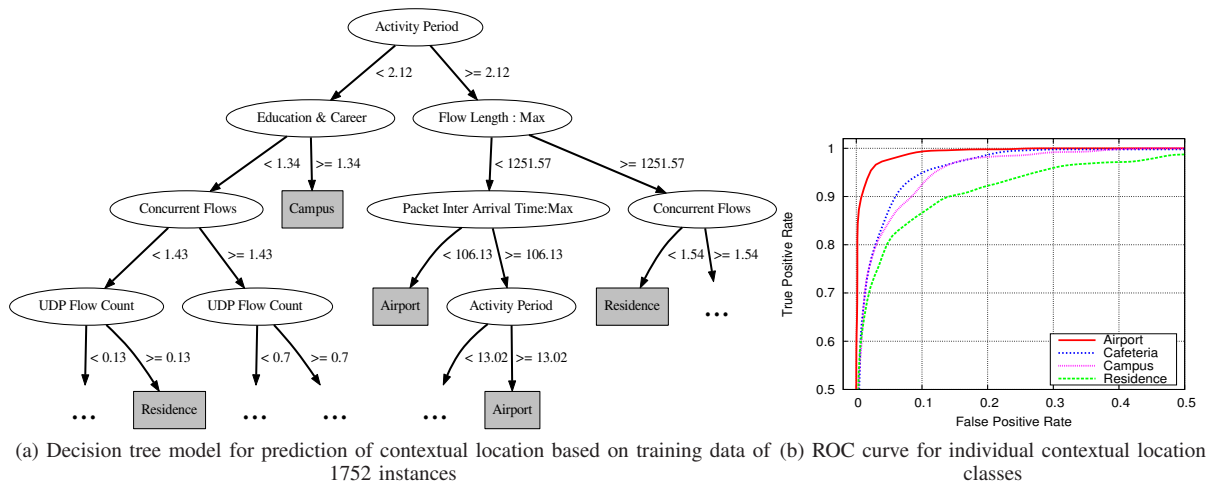 Activity Period
< 2.12 >= 2.12
Education & Career Flow Length : Max
< 1.34 >= 1.34 < 1251.57 >= 1251.57
Concurrent Flows Campus Packet Inter Arrival Time:Max Concurrent Flows
< 1.43 >= 1.43 < 106.13 >= 106.13 < 1.54 >= 1.54
UDP Flow Count UDP Flow Count Airport Activity Period Residence ...
< 0.13 >= 0.13 < 0.7 >= 0.7 < 13.02 >= 13.02
... Residence ... ... ... Airport
(a) Decision tree model for prediction of contextual location based on training data of
1752 instances
True Positive Rate
1
0.9
0.8
0.7
0.6
0.5
0 0.1 0.2 0.3 0.4 0.5
False Positive Rate
Airport
Cafeteria
Campus
Residence
(b) ROC curve for individual contextual location
classes